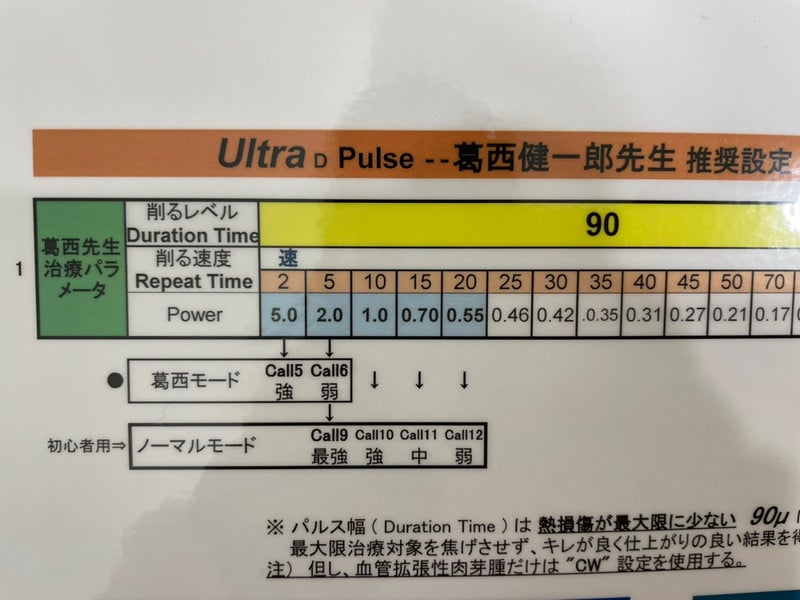 Ultra D Pulse --葛西健一郎先生 推奨設定
1
葛西先生
治療パラ
メータ
削るレベル
Duration Time
90
削る速度
Repeat Time
速
2 5 10 15 20 25 30 35 40 45 50 70
Power 5.0 2.0 1.0 0.70 0.55 0.46 0.42 .0.35 0.31 0.27 0.21 0.17
↓ ↓
● 葛西モード Call5 Call6 ↓ ↓ ↓
強 弱
↓
初心者用⇒ ノーマルモード Call9 Call10 Call11 Call12
最強 強 中 弱
※ パルス幅 ( Duration Time ) は 熱損傷が最大限に少ない 90μ
最大限治療対象を焦げさせず、キレが良く仕上がりの良い結果を
注) 但し、血管拡張性肉芽腫だけは "CW" 設定を使用する。